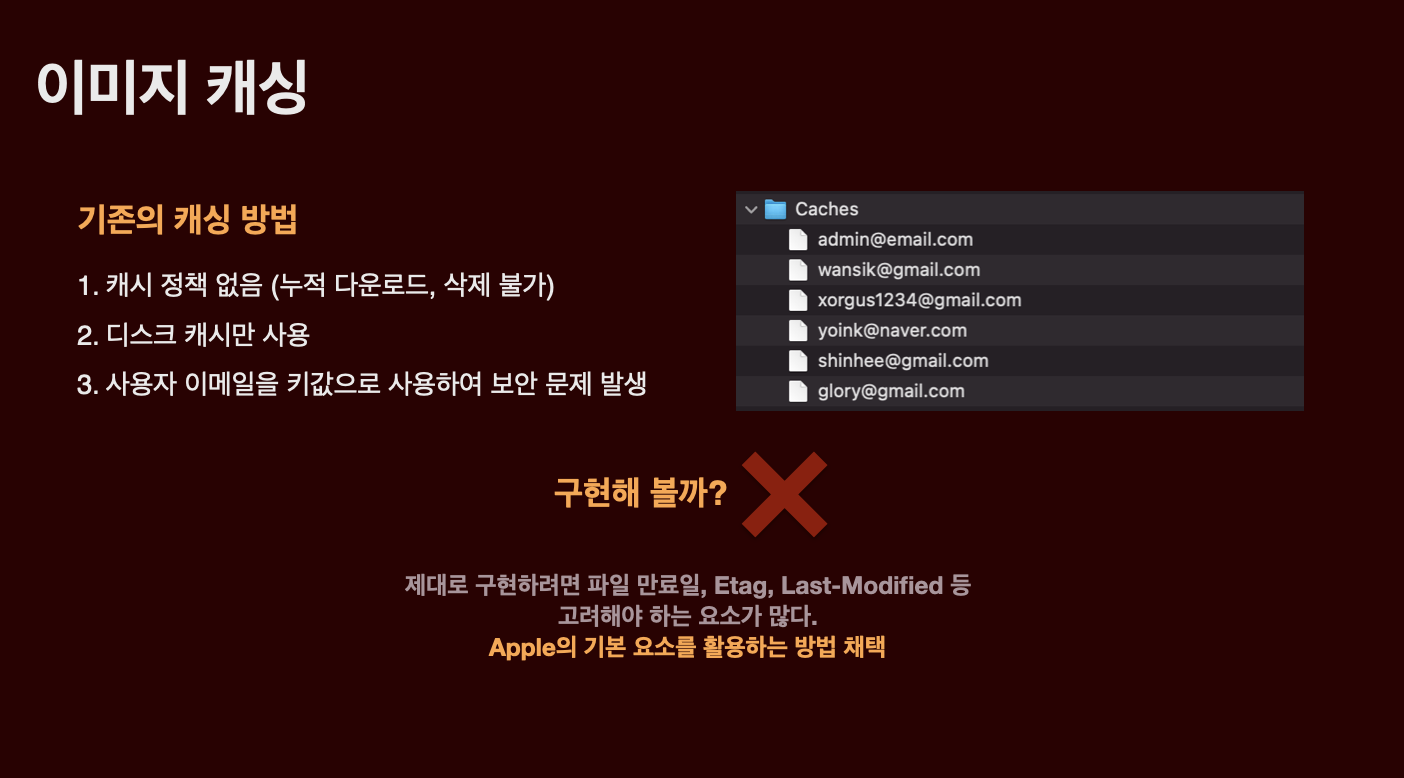 이미지 캐싱
기존의 캐싱 방법
1. 캐시 정책 없음 (누적 다운로드, 삭제 불가)
2. 디스크 캐시만 사용
3. 사용자 이메일을 키값으로 사용하여 보안 문제 발생
Caches
admin@email.com
wansik@gmail.com
xorgus1234@gmail.com
yoink@naver.com
shinhee@gmail.com
glory@gmail.com
구현해 볼까?
제대로 구현하려면 파일 만료일, Etag, Last-Modified 등
고려해야 하는 요소가 많다.
Apple의 기본 요소를 활용하는 방법 채택